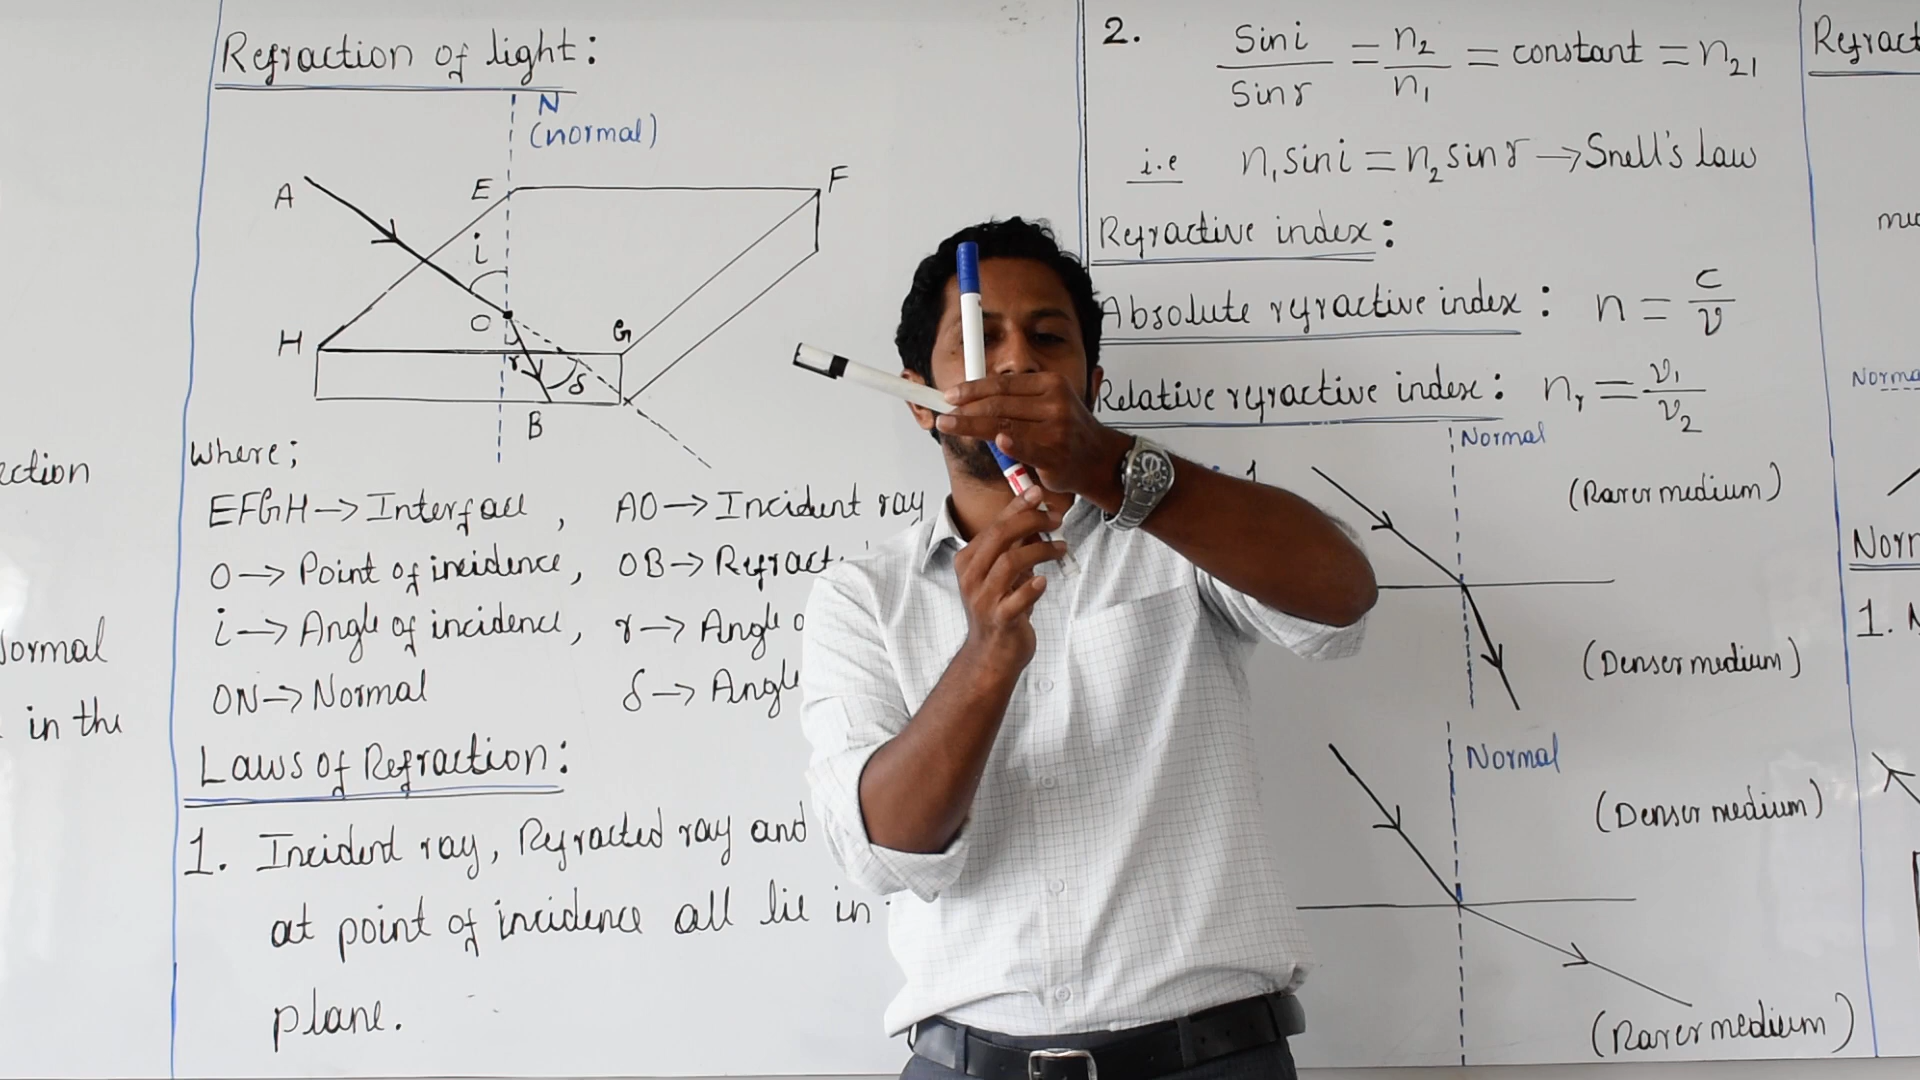 ection
Normal
in the
Refraction of light:
N
(normal)
A
E
F
i
O
H
G
r
δ
B
Where;
EFGH → Interface, AO → Incident ray
O → Point of incidence, OB → Refract
i → Angle of incidence, r → Angle o
ON → Normal δ → Angle
Laws of Refraction:
1. Incident ray, Refracted ray and
at point of incidence all lie in
plane.
2. Sin i / Sin r = n₂ / n₁ = constant = n₂₁
i.e n₁ sin i = n₂ sin r → Snell's law
Refractive index:
Absolute refractive index: n = c / v
Relative refractive index: nᵣ = v₁ / v₂
Normal
(Rarer medium)
(Denser medium)
Normal
(Denser medium)
(Rarer medium)
Refract
Norma
Norm
1.